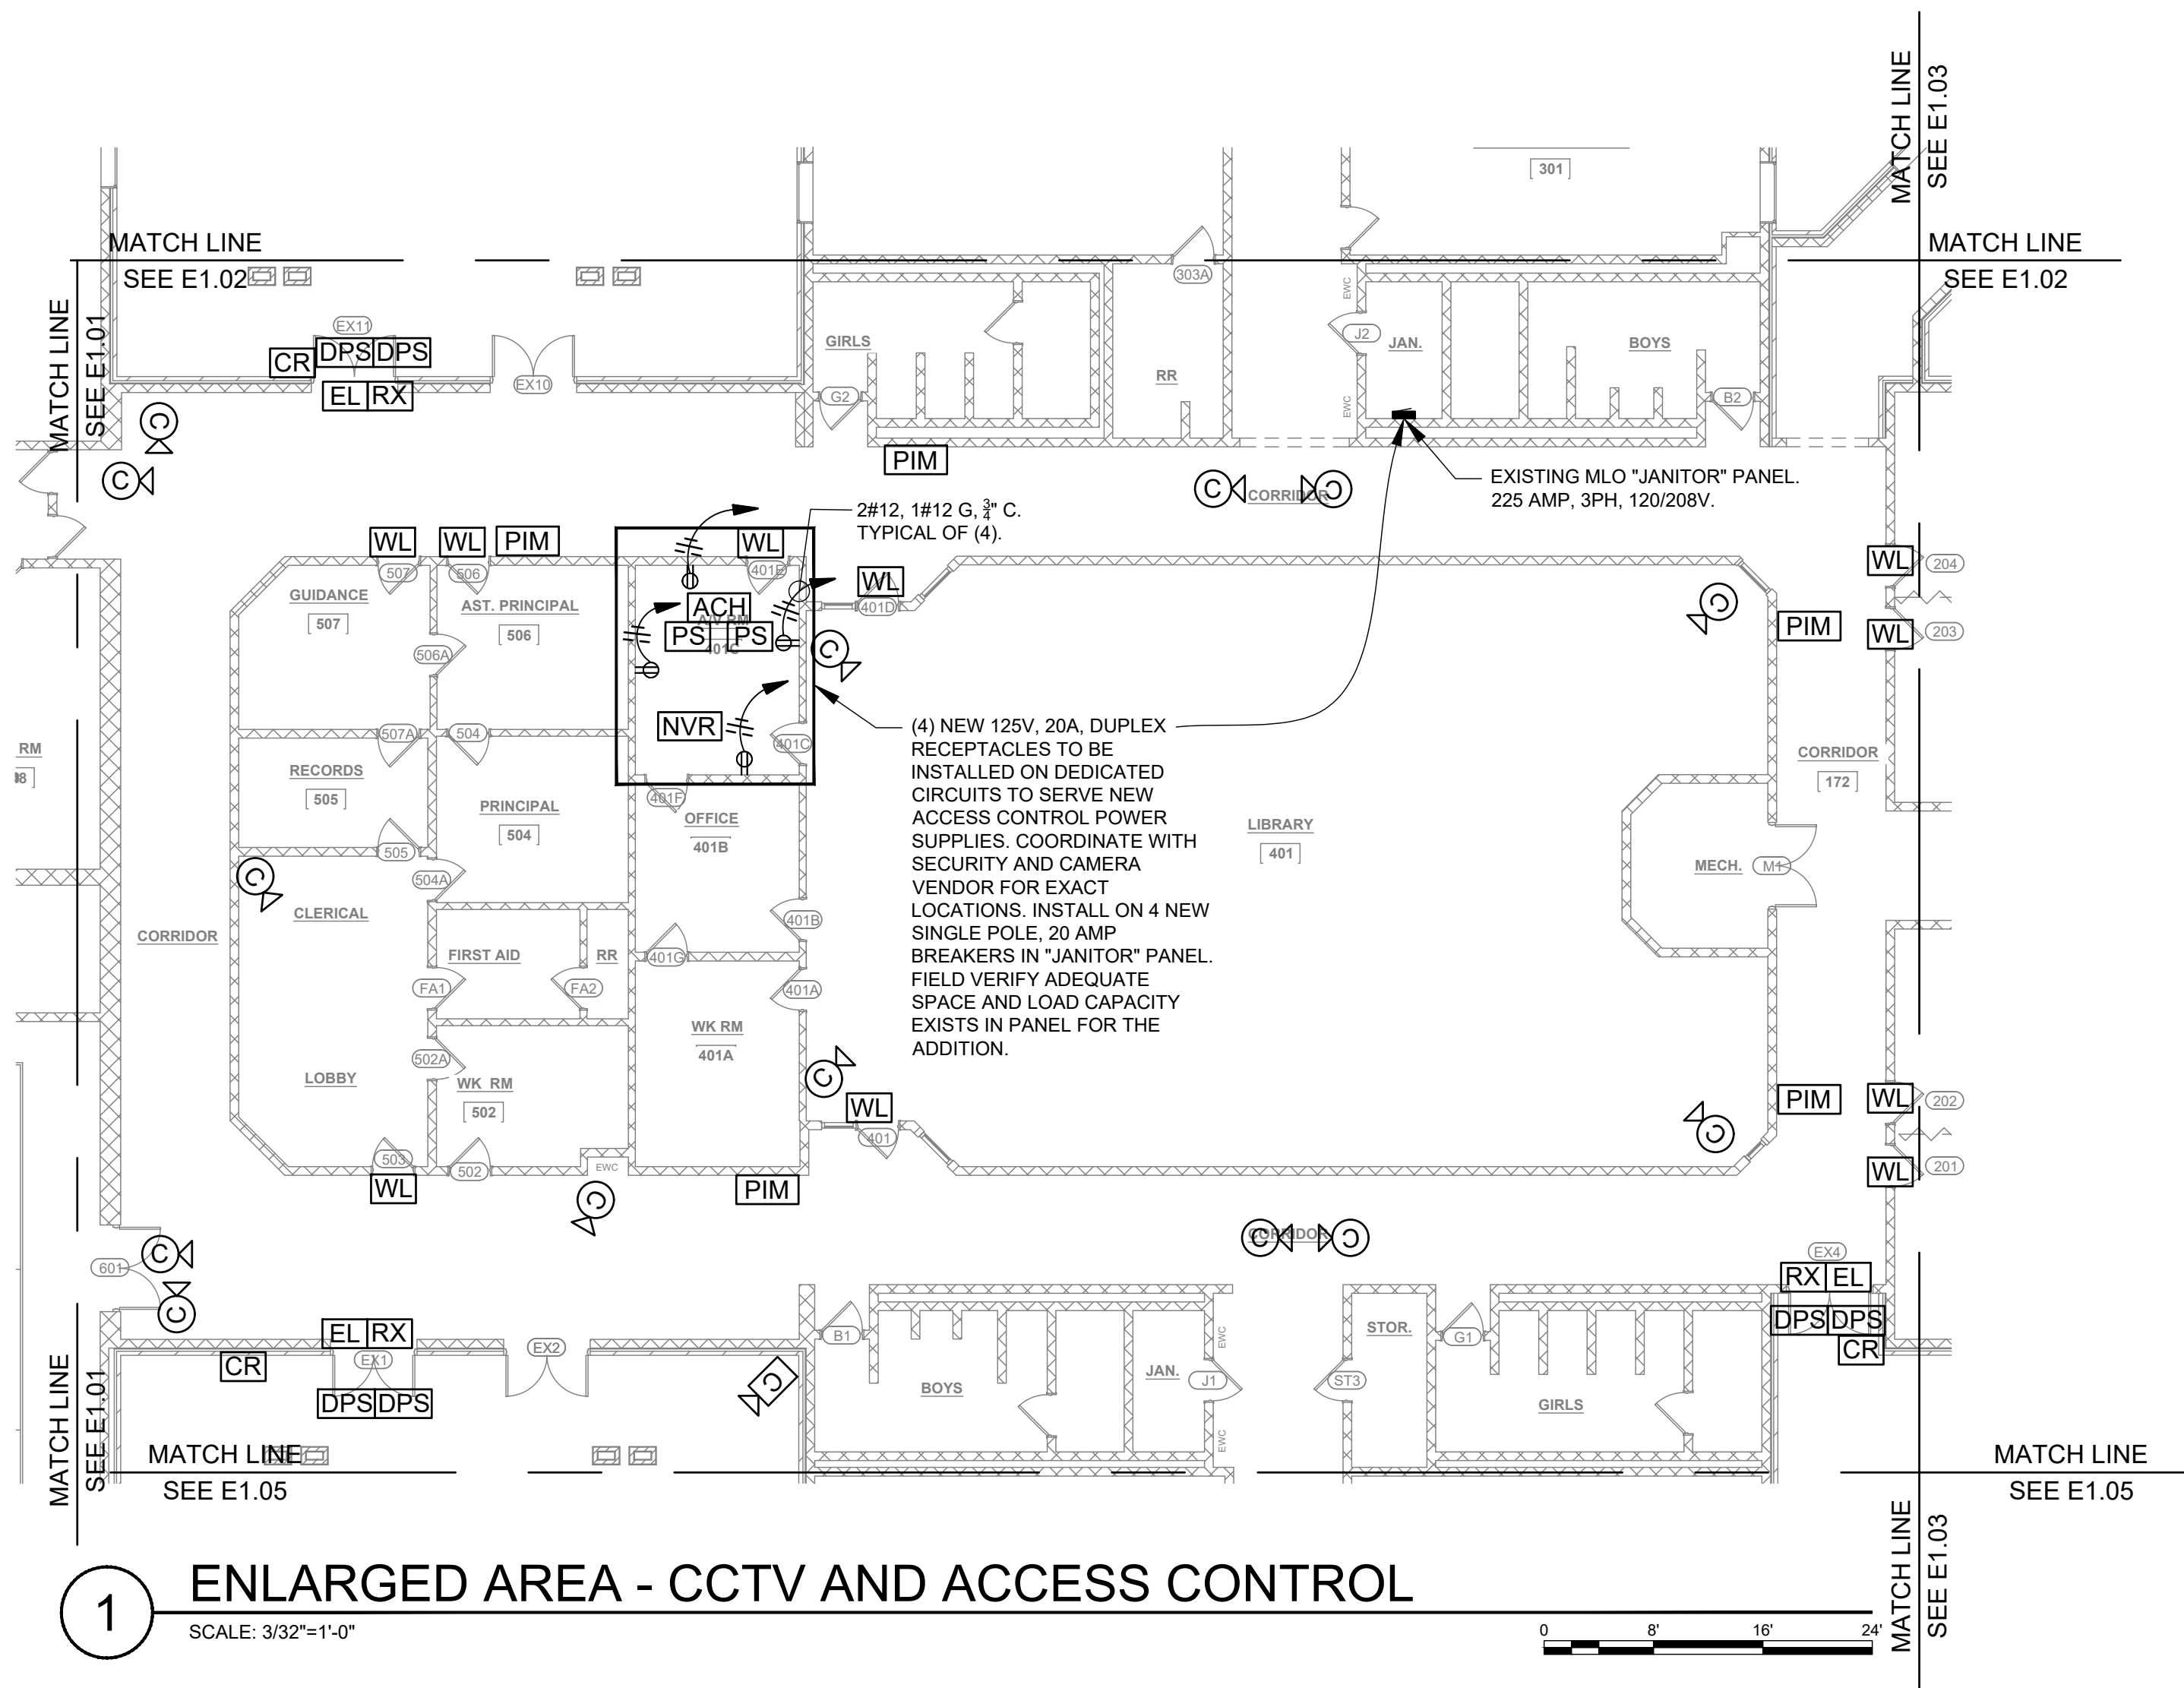 MATCH LINE
SEE E1.03
301
MATCH LINE
SEE E1.02
MATCH LINE
SEE E1.02
MATCH LINE
SEE E1.01
303A
EWC
EX11
CR
DPS
DPS
EL
RX
EX10
GIRLS
G2
RR
J2
JAN.
BOYS
B2
EWC
C
C
PIM
C
C
CORRIDOR
EXISTING MLO "JANITOR" PANEL.
225 AMP, 3PH, 120/208V.
2#12, 1#12 G, 3/4" C.
TYPICAL OF (4).
WL
WL
PIM
WL
507
506
401E
WL
401D
WL
204
GUIDANCE
507
AST. PRINCIPAL
506
506A
ACH
A/V RM
PS
PS
401C
C
C
PIM
WL
203
NVR
401C
507A
504
RECORDS
505
PRINCIPAL
504
401F
OFFICE
401B
505
504A
C
CLERICAL
CORRIDOR
FIRST AID
RR
401B
401G
FA1
FA2
401A
WK RM
401A
502A
LOBBY
WK RM
502
RM
(4) NEW 125V, 20A, DUPLEX
RECEPTACLES TO BE
INSTALLED ON DEDICATED
CIRCUITS TO SERVE NEW
ACCESS CONTROL POWER
SUPPLIES. COORDINATE WITH
SECURITY AND CAMERA
VENDOR FOR EXACT
LOCATIONS. INSTALL ON 4 NEW
SINGLE POLE, 20 AMP
BREAKERS IN "JANITOR" PANEL.
FIELD VERIFY ADEQUATE
SPACE AND LOAD CAPACITY
EXISTS IN PANEL FOR THE
ADDITION.
LIBRARY
401
CORRIDOR
172
MECH.
M1
C
WL
401
C
PIM
WL
202
WL
201
503
WL
502
EWC
C
PIM
601
C
C
C
C
CORRIDOR
EX4
RX
EL
DPS
DPS
CR
EL
RX
EX1
CR
DPS
DPS
EX2
C
B1
BOYS
JAN.
J1
EWC
EWC
ST3
STOR.
G1
GIRLS
MATCH LINE
SEE E1.01
MATCH LINE
SEE E1.05
MATCH LINE
SEE E1.05
MATCH LINE
SEE E1.03
1
ENLARGED AREA - CCTV AND ACCESS CONTROL
SCALE: 3/32"=1'-0"
0 8' 16' 24'